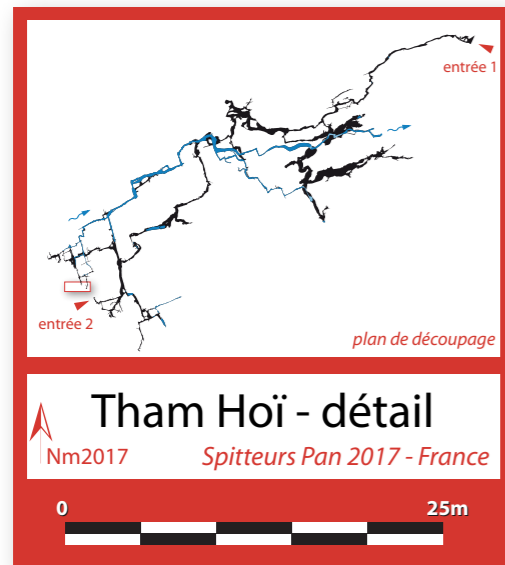 entrée 1
entrée 2
plan de découpage
Tham Hoï - détail
Nm2017
Spitteurs Pan 2017 - France
0 25m